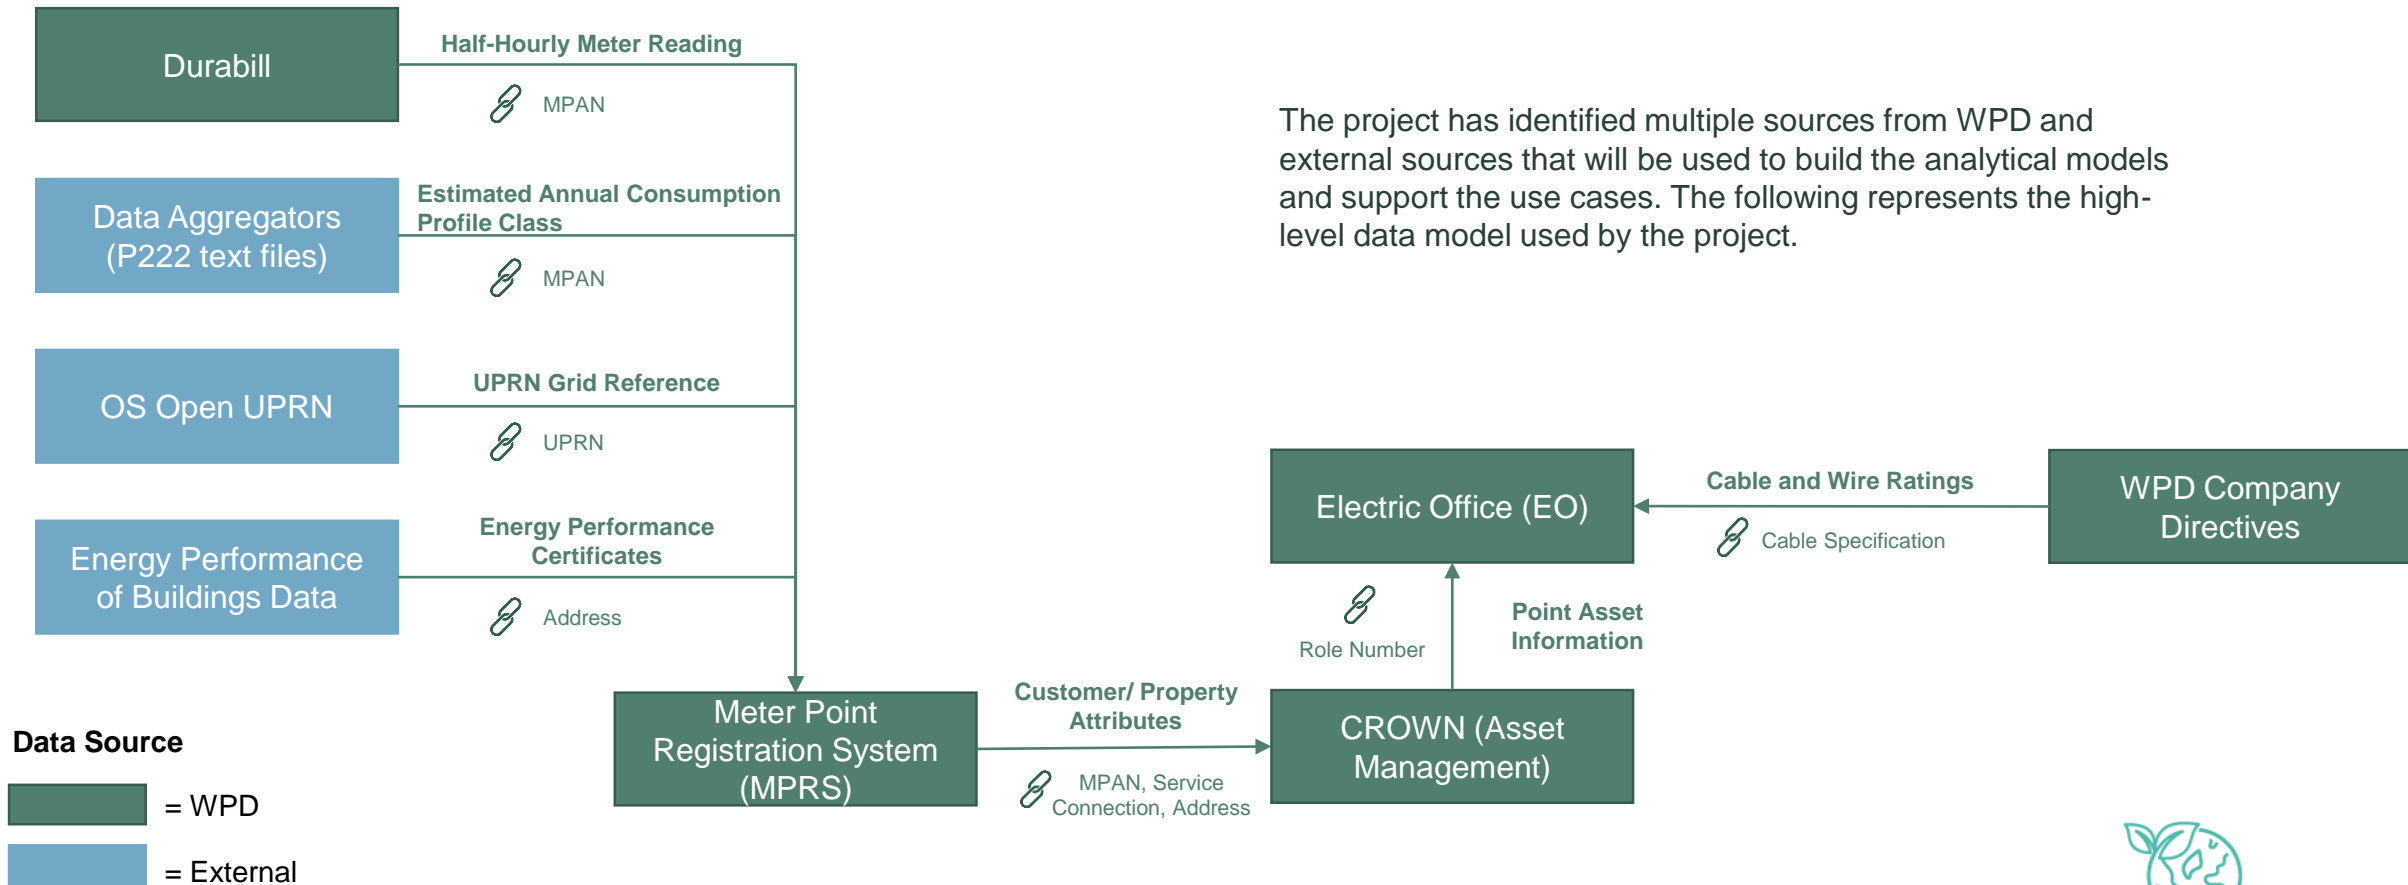 Durabill
Half-Hourly Meter Reading
MPAN
Data Aggregators
(P222 text files)
Estimated Annual Consumption
Profile Class
MPAN
OS Open UPRN
UPRN Grid Reference
UPRN
Energy Performance
of Buildings Data
Energy Performance
Certificates
Address
The project has identified multiple sources from WPD and
external sources that will be used to build the analytical models
and support the use cases. The following represents the high-
level data model used by the project.
Electric Office (EO)
Cable and Wire Ratings
Cable Specification
WPD Company
Directives
Role Number
Point Asset
Information
Meter Point
Registration System
(MPRS)
Customer/ Property
Attributes
MPAN, Service
Connection, Address
CROWN (Asset
Management)
Data Source
= WPD
= External